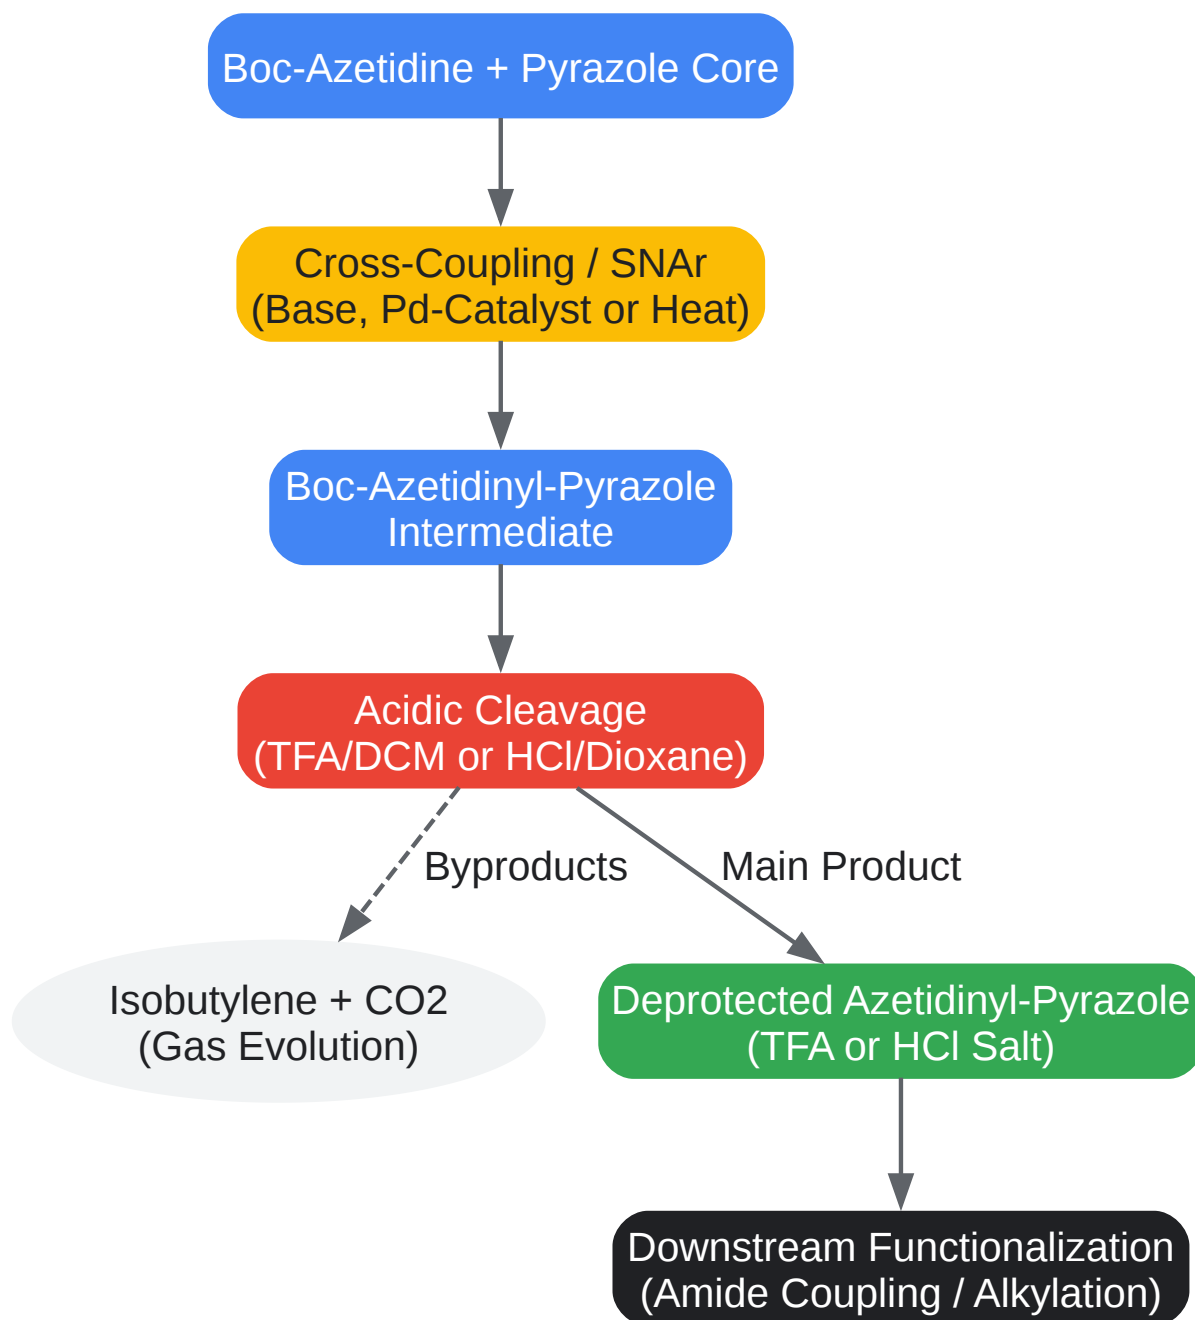 Boc-Azetidine + Pyrazole Core
Cross-Coupling / SNAr
(Base, Pd-Catalyst or Heat)
Boc-Azetidinyl-Pyrazole
Intermediate
Acidic Cleavage
(TFA/DCM or HCl/Dioxane)
Byproducts
Main Product
Isobutylene + CO2
(Gas Evolution)
Deprotected Azetidinyl-Pyrazole
(TFA or HCl Salt)
Downstream Functionalization
(Amide Coupling / Alkylation)